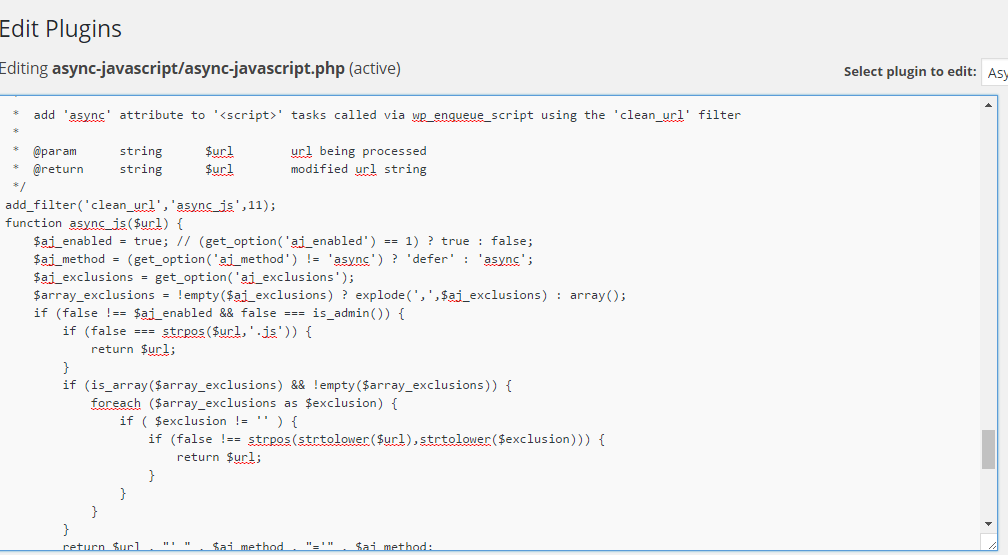 Edit Plugins
Editing async-javascript/async-javascript.php (active)
Select plugin to edit:
*  add 'async' attribute to '<script>' tasks called via wp_enqueue_script using the 'clean_url' filter
*
*  @param      string      $url        url being processed
*  @return     string      $url        modified url string
*/
add_filter('clean_url','async_js',11);
function async_js($url) {
    $aj_enabled = true; // (get_option('aj_enabled') == 1) ? true : false;
    $aj_method = (get_option('aj_method') != 'async') ? 'defer' : 'async';
    $aj_exclusions = get_option('aj_exclusions');
    $array_exclusions = !empty($aj_exclusions) ? explode(',',$aj_exclusions) : array();
    if (false !== $aj_enabled && false === is_admin()) {
        if (false === strpos($url,'.js')) {
            return $url;
        }
        if (is_array($array_exclusions) && !empty($array_exclusions)) {
            foreach ($array_exclusions as $exclusion) {
                if ( $exclusion != '' ) {
                    if (false !== strpos(strtolower($url),strtolower($exclusion))) {
                        return $url;
                    }
                }
            }
        }
        return $url . "' " . $aj_method . "='" . $aj_method;